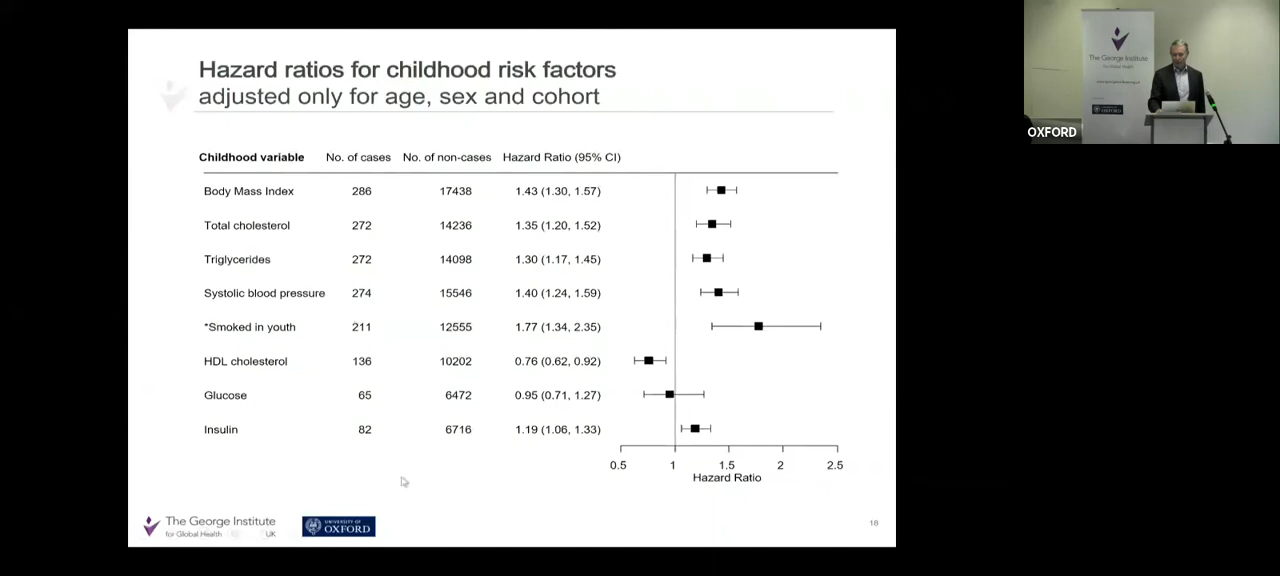 Hazard ratios for childhood risk factors
adjusted only for age, sex and cohort
Childhood variable No. of cases No. of non-cases Hazard Ratio (95% CI)
Body Mass Index 286 17438 1.43 (1.30, 1.57)
Total cholesterol 272 14236 1.35 (1.20, 1.52)
Triglycerides 272 14098 1.30 (1.17, 1.45)
Systolic blood pressure 274 15546 1.40 (1.24, 1.59)
*Smoked in youth 211 12555 1.77 (1.34, 2.35)
HDL cholesterol 136 10202 0.76 (0.62, 0.92)
Glucose 65 6472 0.95 (0.71, 1.27)
Insulin 82 6716 1.19 (1.06, 1.33)
0.5 1 1.5 2 2.5
Hazard Ratio
The George Institute
for Global Health UK
UNIVERSITY OF
OXFORD
18
The George Institute
for Global Health
OXFORD
OXFORD